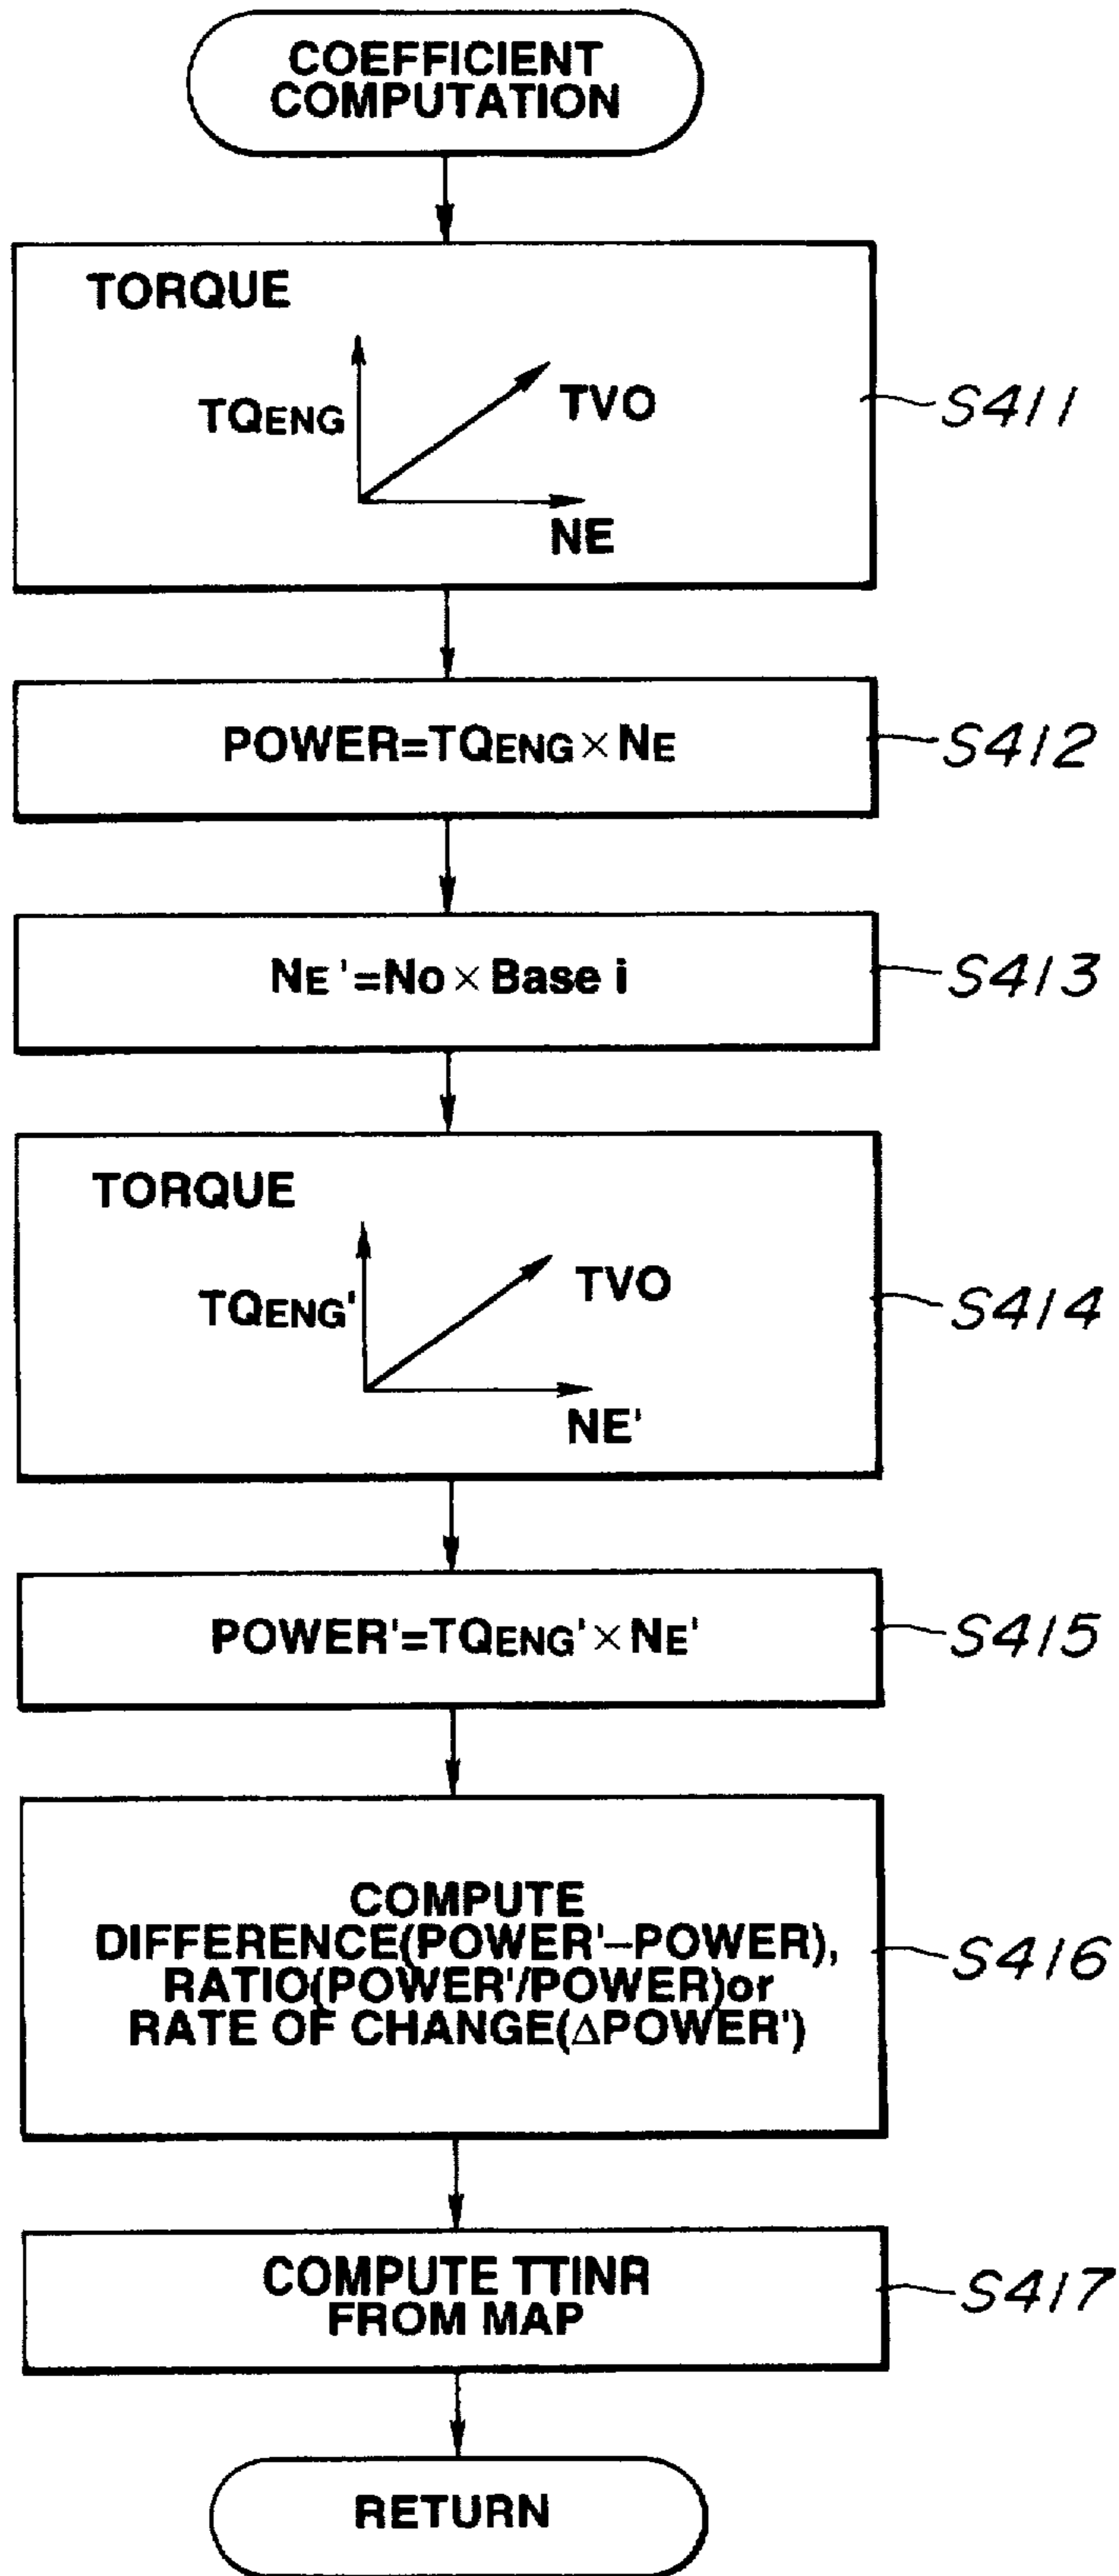 COEFFICIENT
COMPUTATION
TORQUE
TQENG
TVO
NE
S411
POWER=TQENG×NE
S412
NE'=No×Base i
S413
TORQUE
TQENG'
TVO
NE'
S414
POWER'=TQENG'×NE'
S415
COMPUTE
DIFFERENCE(POWER'–POWER),
RATIO(POWER'/POWER)or
RATE OF CHANGE(ΔPOWER')
S416
COMPUTE TTINR
FROM MAP
S417
RETURN